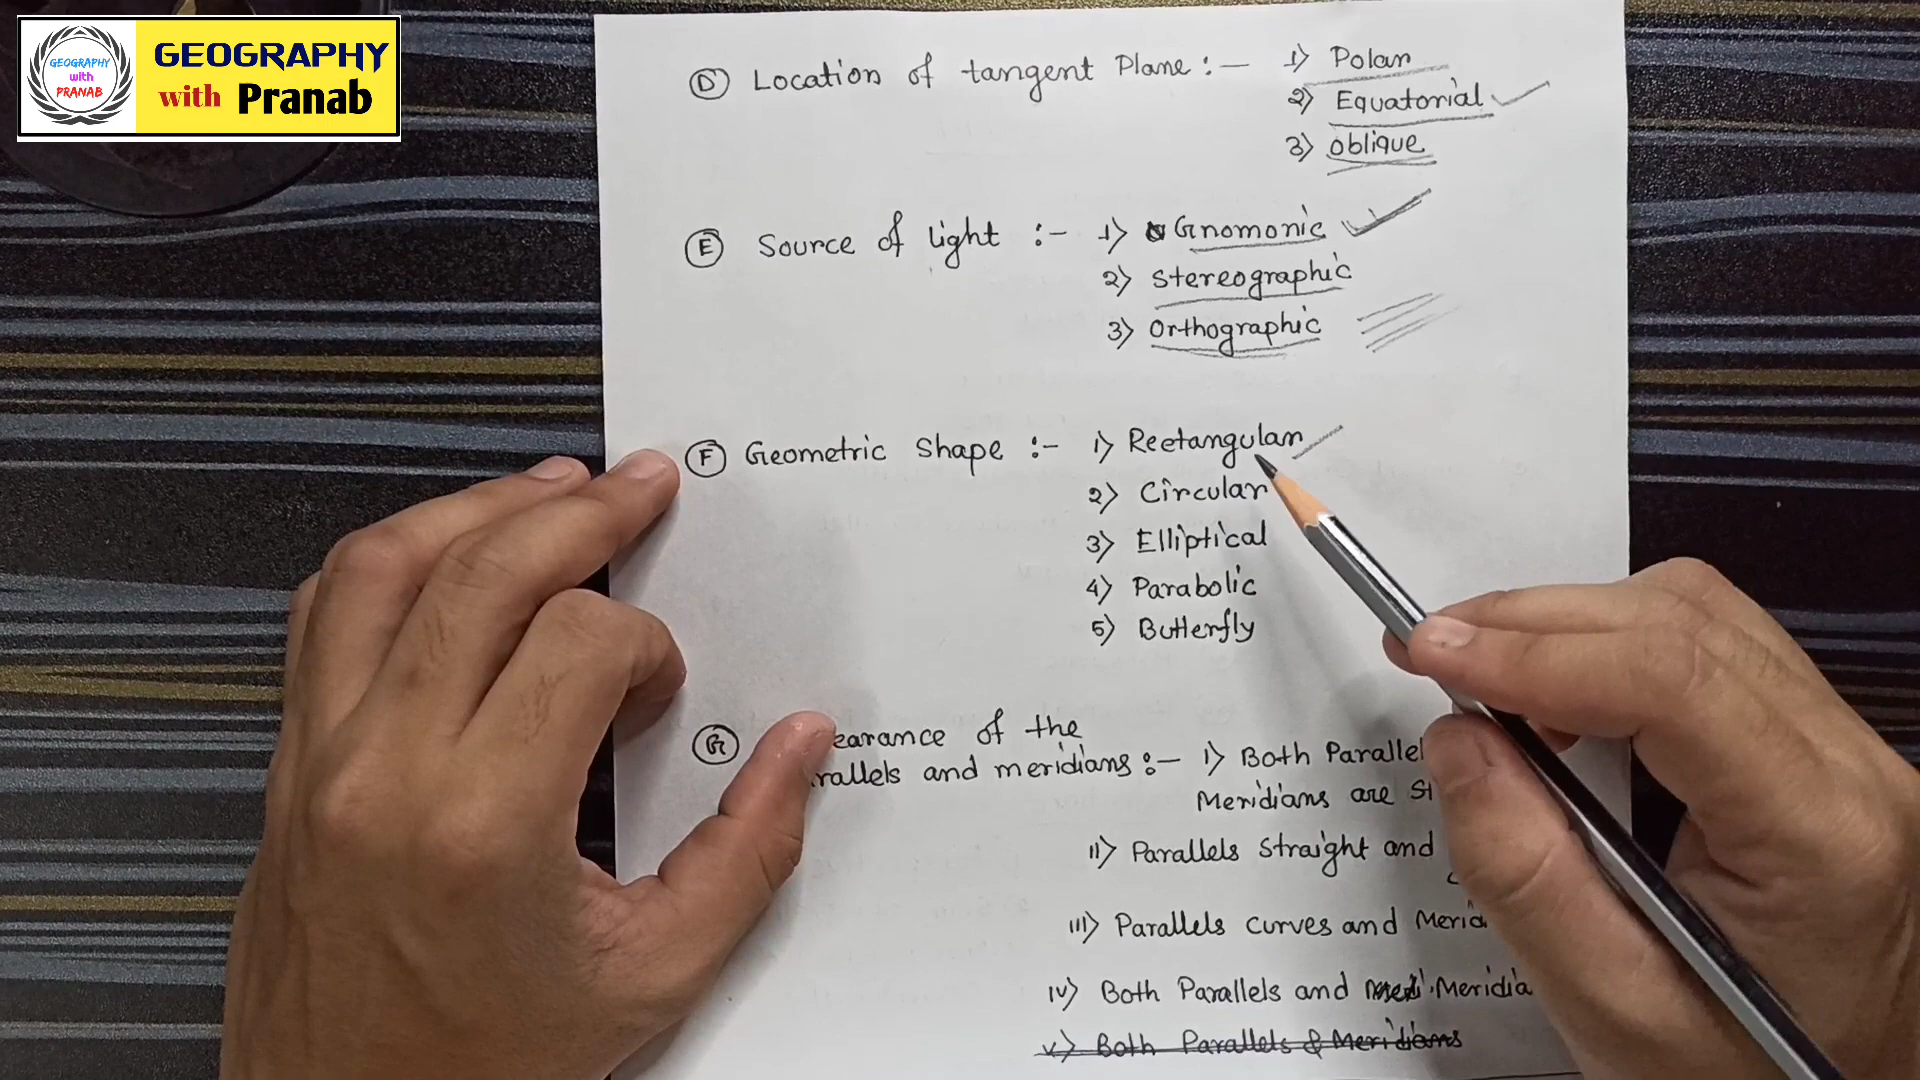 GEOGRAPHY
with
PRANAB
GEOGRAPHY
with Pranab
D Location of tangent Plane :- 1) Polar
2) Equatorial
3) oblique
E Source of light :- 1) Gnomonic
2) Stereographic
3) Orthographic
F Geometric Shape :- 1) Rectangular
2) Circular
3) Elliptical
4) Parabolic
5) Butterfly
G earance of the
rallels and meridians :- i) Both Parallel
Meridians are St
ii) Parallels Straight and
iii) Parallels curves and Merid
iv) Both Parallels and Meridia
v) Both Parallels & Meridians